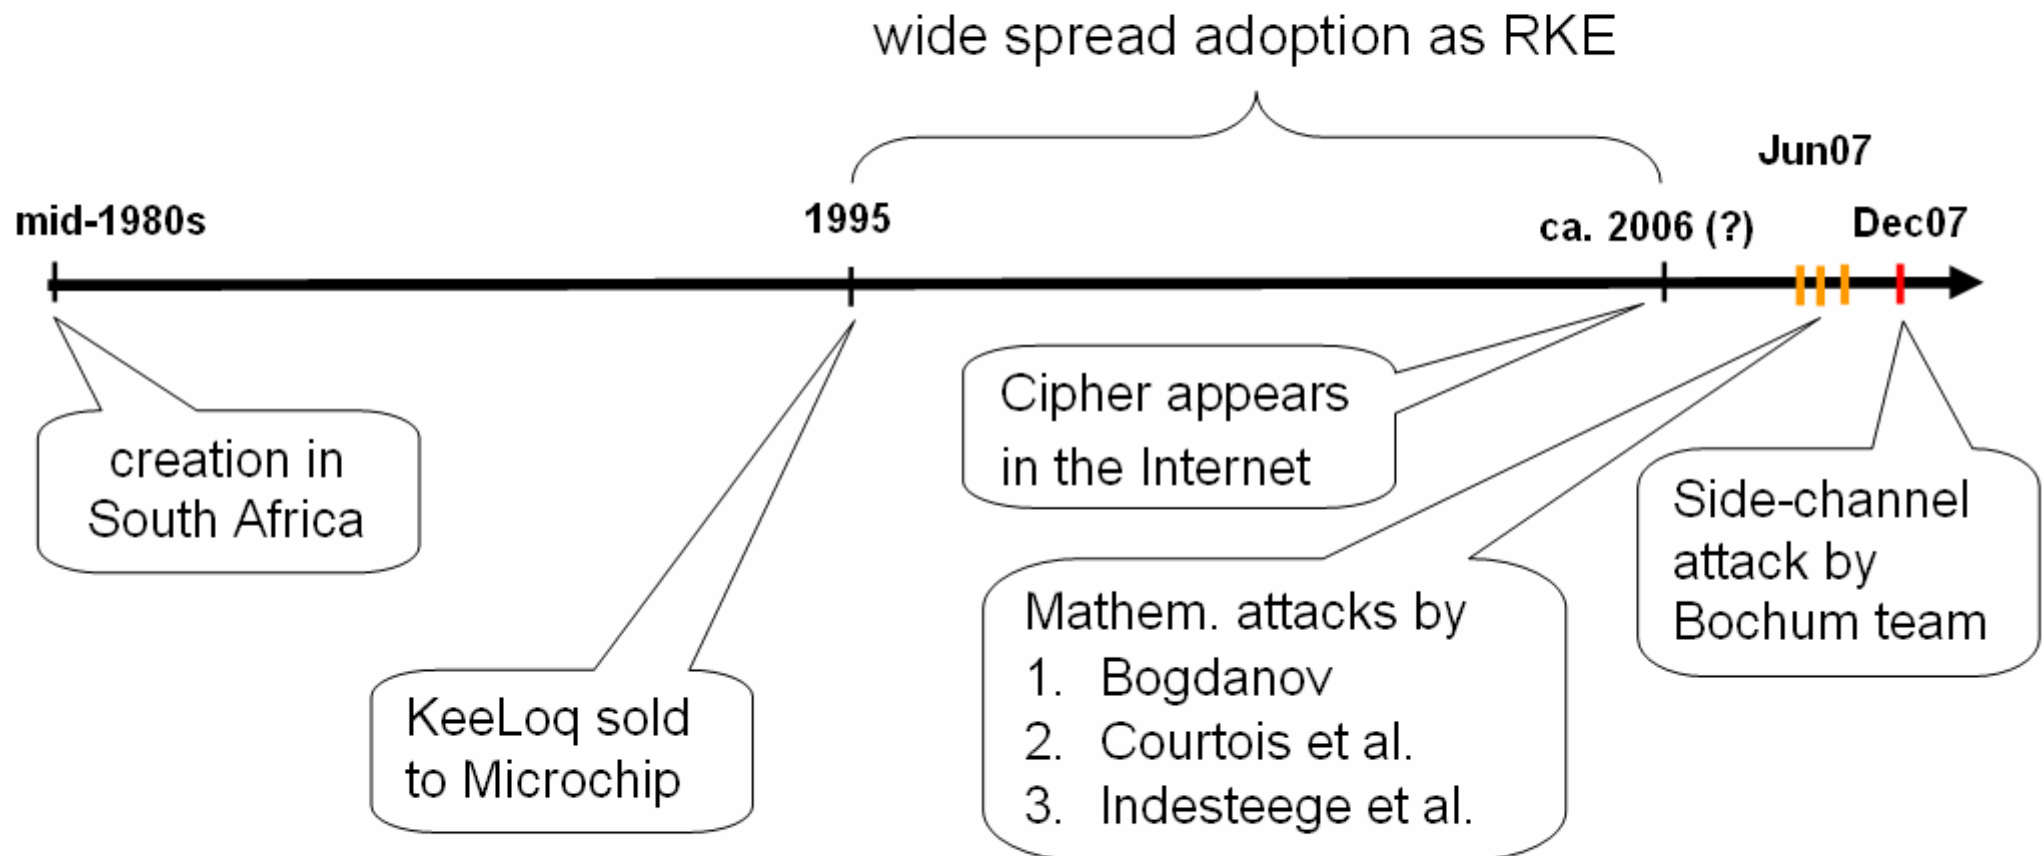 wide spread adoption as RKE
Jun07
mid-1980s
1995
ca. 2006 (?)
Dec07
creation in
South Africa
KeeLoq sold
to Microchip
Cipher appears
in the Internet
Mathem. attacks by
1. Bogdanov
2. Courtois et al.
3. Indesteege et al.
Side-channel
attack by
Bochum team